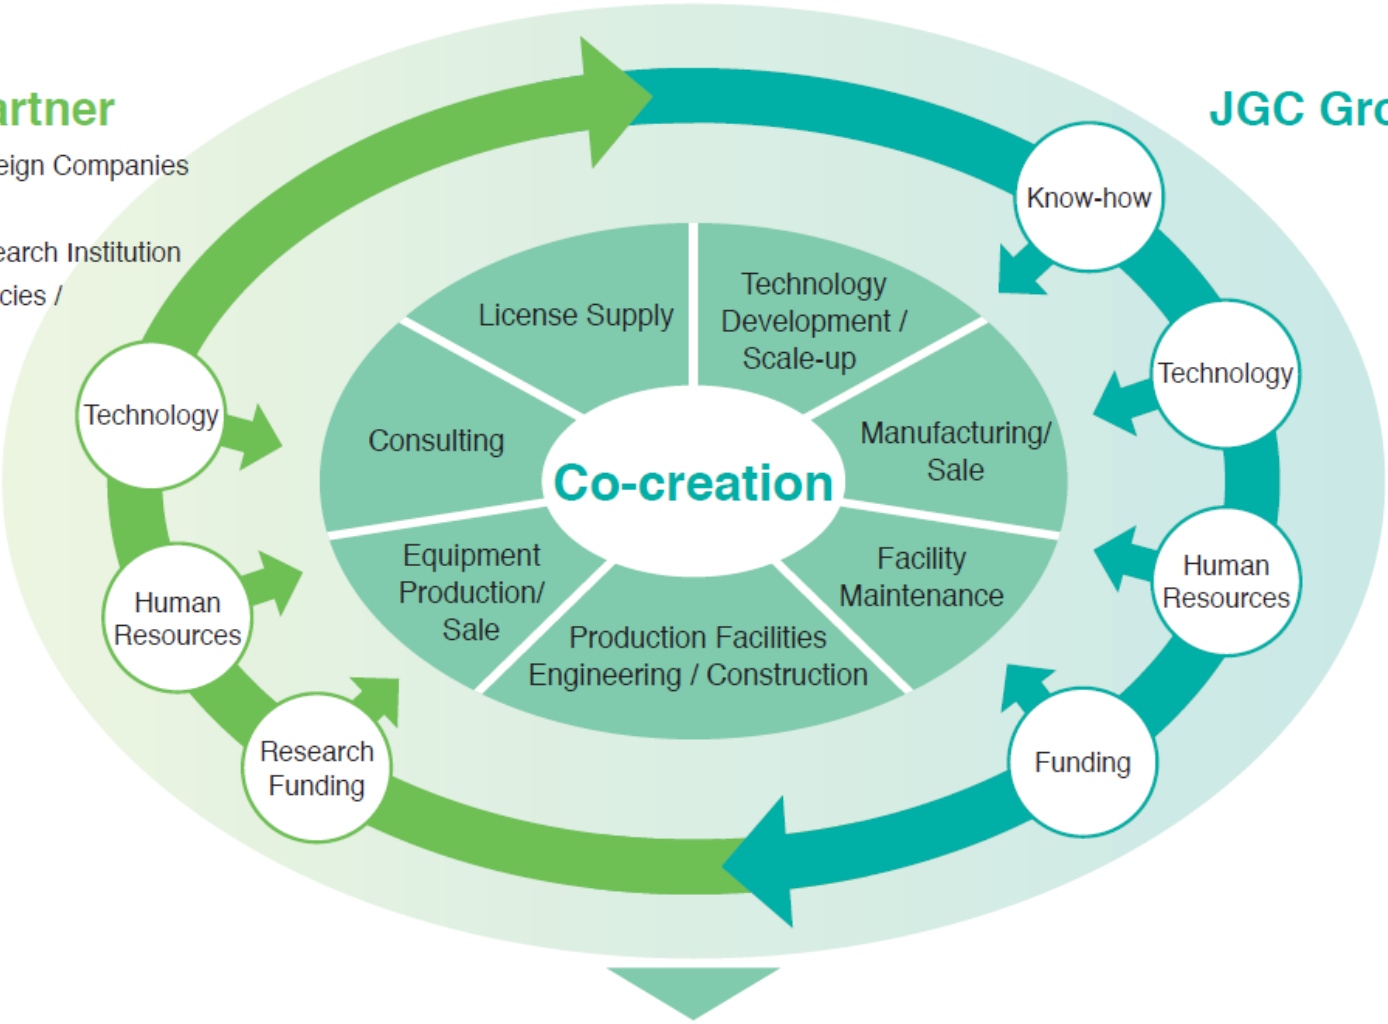 artner
eign Companies
earch Institution
cies /
JGC Gro
Know-how
Technology
Human
Resources
Funding
Technology
Human
Resources
Research
Funding
License Supply
Technology
Development /
Scale-up
Consulting
Manufacturing/
Sale
Co-creation
Equipment
Production/
Sale
Facility
Maintenance
Production Facilities
Engineering / Construction